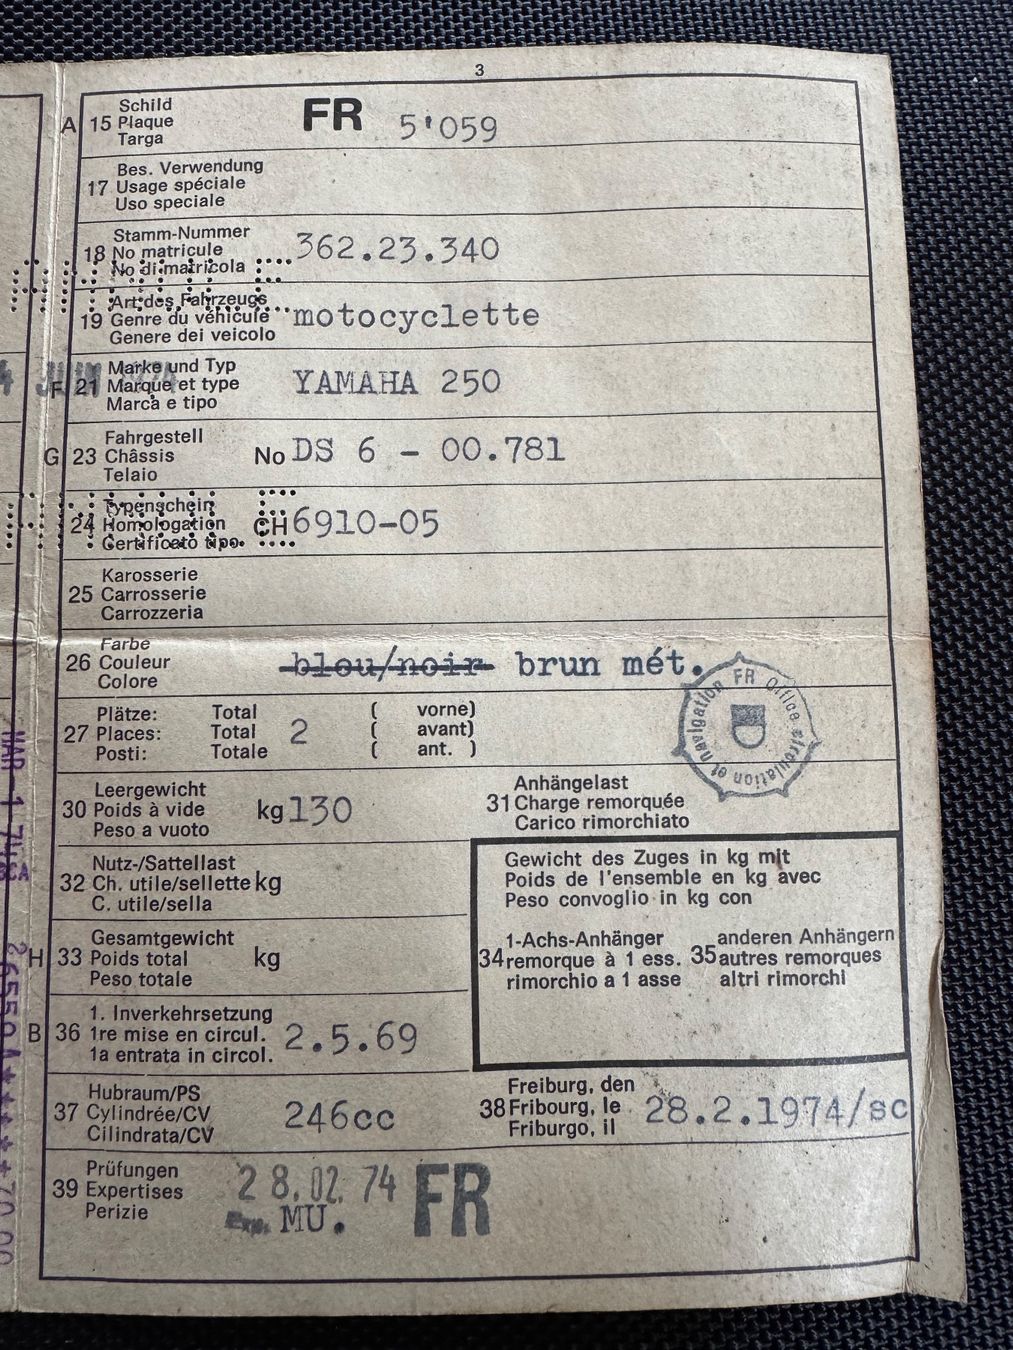 3
A 15 Schild
Plaque
Targa
FR 5'059
17 Bes. Verwendung
Usage spéciale
Uso speciale
18 Stamm-Nummer
No matricule
No di matricola
362.23.340
19 Art des Fahrzeugs
Genre du véhicule
Genere dei veicolo
motocyclette
F 21 Marke und Typ
Marque et type
Marca e tipo
YAMAHA 250
G 23 Fahrgestell
Châssis
Telaio
No DS 6 - 00.781
24 Typenschein
Homologation
Certificato tipo
CH 6910-05
25 Karosserie
Carrosserie
Carrozzeria
26 Farbe
Couleur
Colore
bleu/noir brun mét.
FR Office circulation et navigation
27 Plätze: Total ( vorne)
Places: Total 2 ( avant)
Posti: Totale ( ant. )
30 Leergewicht
Poids à vide
Peso a vuoto
kg 130
31 Anhängelast
Charge remorquée
Carico rimorchiato
32 Nutz-/Sattellast
Ch. utile/sellette kg
C. utile/sella
Gewicht des Zuges in kg mit
Poids de l'ensemble en kg avec
Peso convoglio in kg con
34 1-Achs-Anhänger
remorque à 1 ess.
rimorchio a 1 asse
35 anderen Anhängern
autres remorques
altri rimorchi
H 33 Gesamtgewicht
Poids total
Peso totale
kg
B 36 1. Inverkehrsetzung
1re mise en circul.
1a entrata in circol.
2.5.69
37 Hubraum/PS
Cylindrée/CV
Cilindrata/CV
246cc
38 Freiburg, den
Fribourg, le
Friburgo, il
28.2.1974/sc
39 Prüfungen
Expertises
Perizie
28.02.74 FR
Exp. MU.